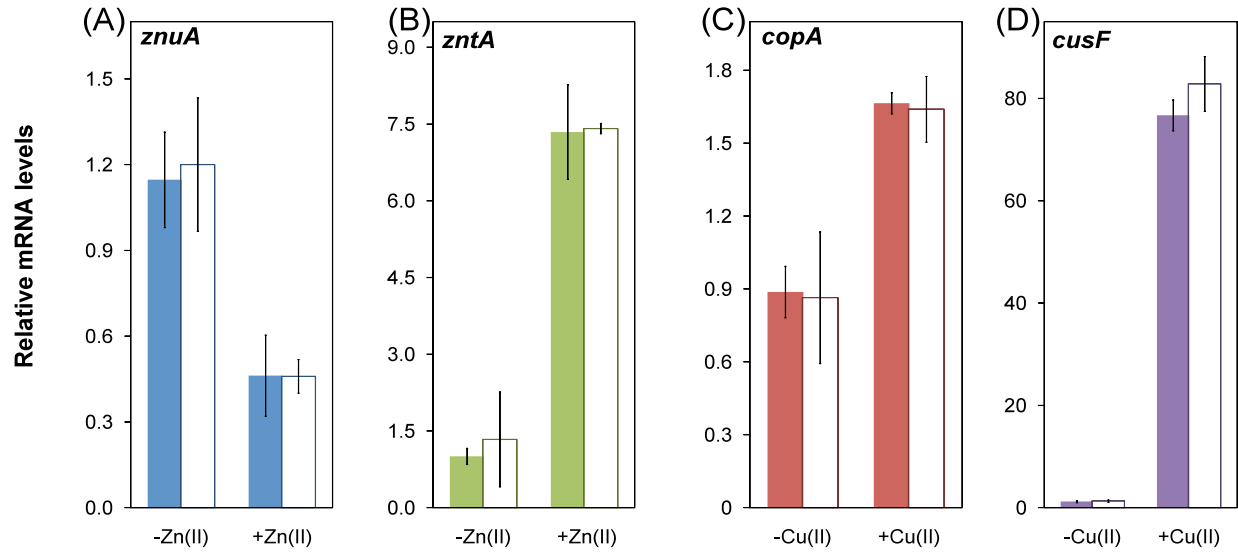 Relative mRNA levels
(A)
znuA
1.5
1.2
0.9
0.6
0.3
0.0
-Zn(II) +Zn(II)
(B)
zntA
9.0
7.5
6.0
4.5
3.0
1.5
0.0
-Zn(II) +Zn(II)
(C)
copA
1.8
1.5
1.2
0.9
0.6
0.3
0
-Cu(II) +Cu(II)
(D)
cusF
80
60
40
20
0
-Cu(II) +Cu(II)